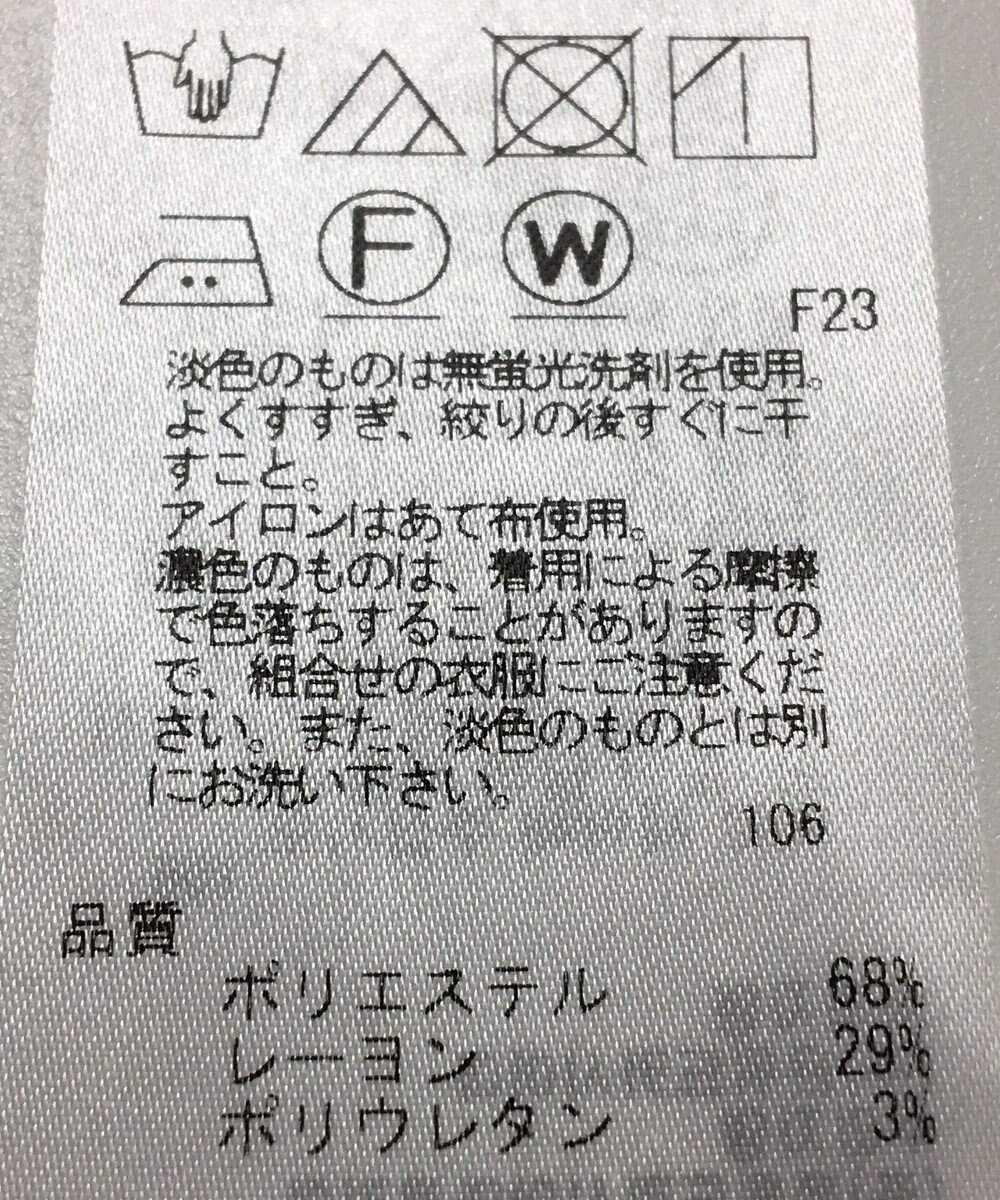 F
W
F23
淡色のものは無蛍光洗剤を使用。
よくすすぎ、絞りの後すぐに干
すこと。
アイロンはあて布使用。
濃色のものは、着用による摩擦
で色落ちすることがありますの
で、組合せの衣服にご注意くだ
さい。また、淡色のものとは別
にお洗い下さい。
106
品質
ポリエステル 68%
レーヨン 29%
ポリウレタン 3%